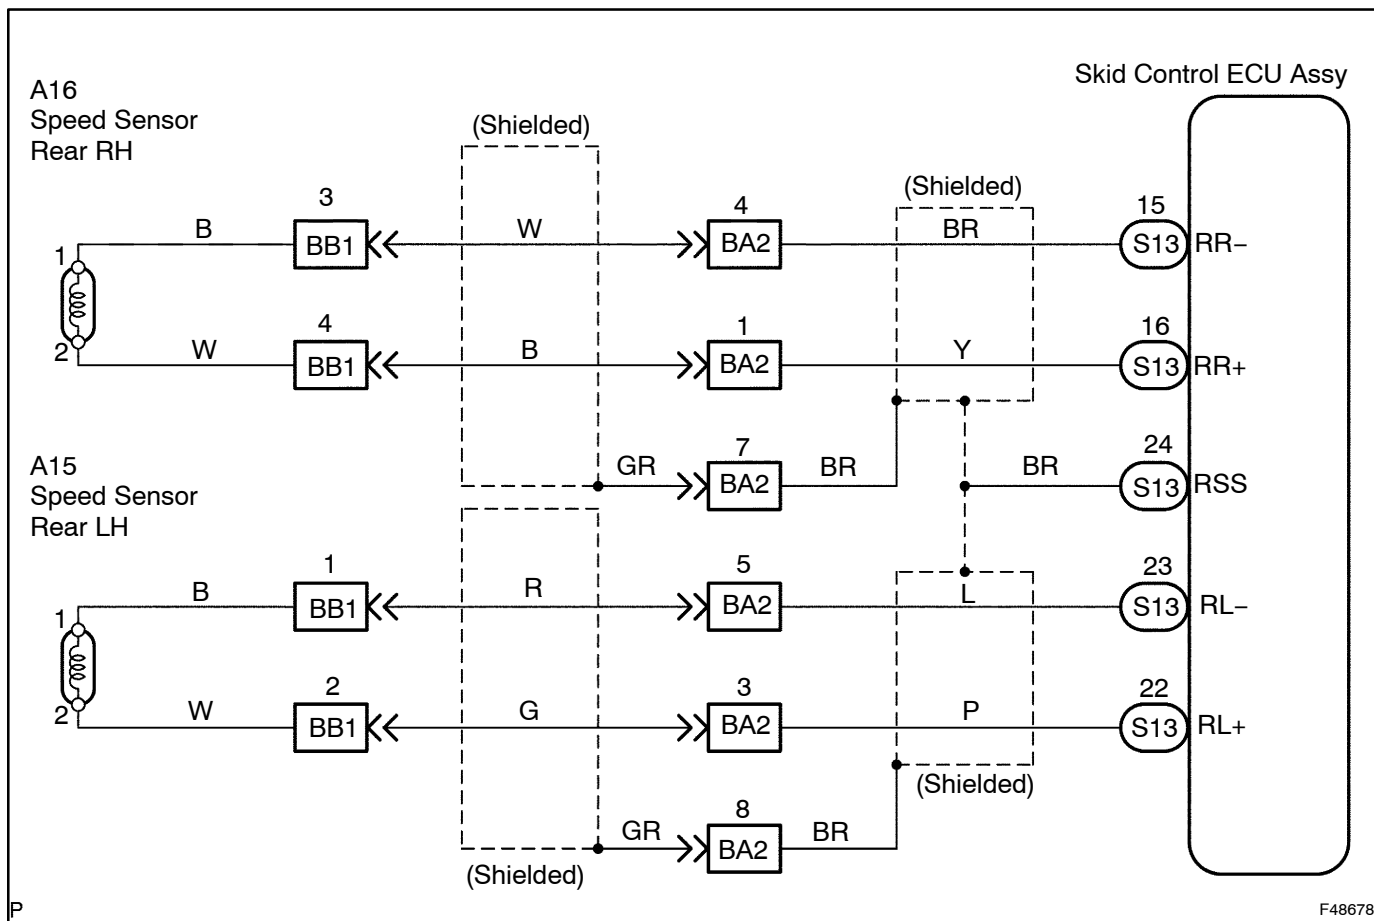 Skid Control ECU Assy
A16
Speed Sensor
Rear RH
(Shielded)
(Shielded)
3
4
15
B
W
BR
1
BB1
BA2
S13
RR−
4
1
16
2
W
B
Y
BB1
BA2
S13
RR+
A15
Speed Sensor
Rear LH
7
24
GR
BR
BR
BA2
S13
RSS
1
5
23
B
R
L
1
BB1
BA2
S13
RL−
2
3
22
2
W
G
P
BB1
BA2
S13
RL+
(Shielded)
8
GR
BR
BA2
(Shielded)
P
F48678